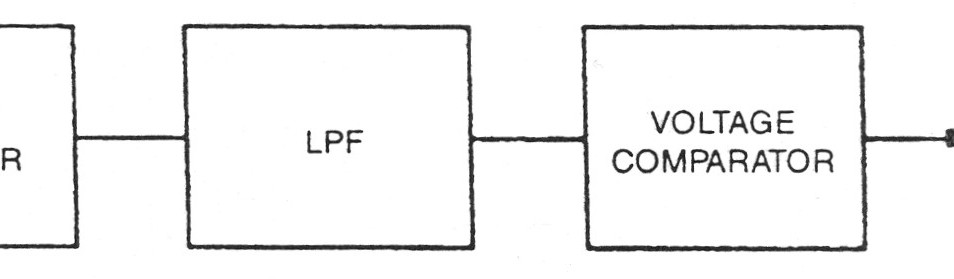 R
LPF
VOLTAGE
COMPARATOR